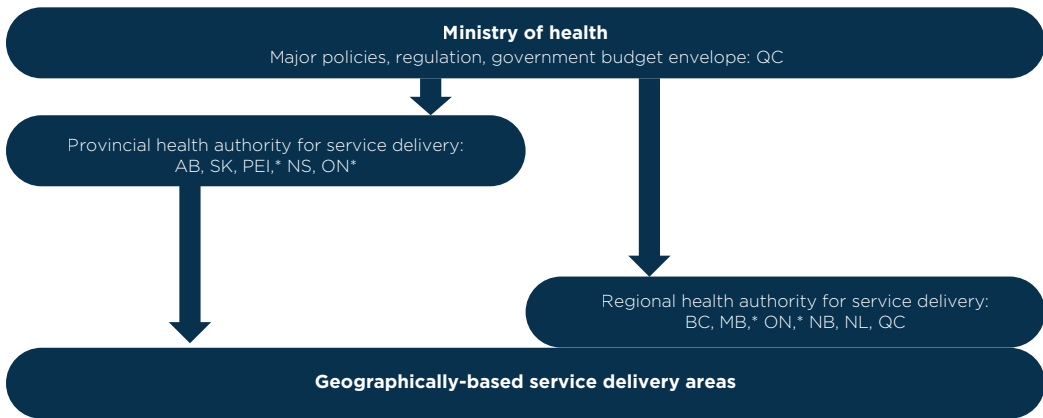 Ministry of health
Major policies, regulation, government budget envelope: QC
Provincial health authority for service delivery:
AB, SK, PEI,* NS, ON*
Regional health authority for service delivery:
BC, MB,* ON,* NB, NL, QC
Geographically-based service delivery areas